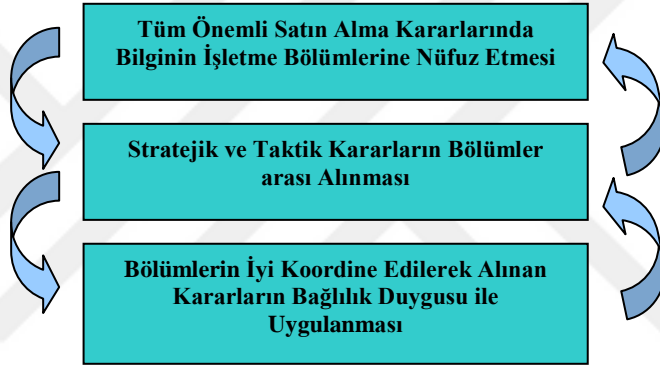 Tüm Önemli Satın Alma Kararlarında
Bilginin İşletme Bölümlerine Nüfuz Etmesi
Stratejik ve Taktik Kararların Bölümler
arası Alınması
Bölümlerin İyi Koordine Edilerek Alınan
Kararların Bağlılık Duygusu ile
Uygulanması